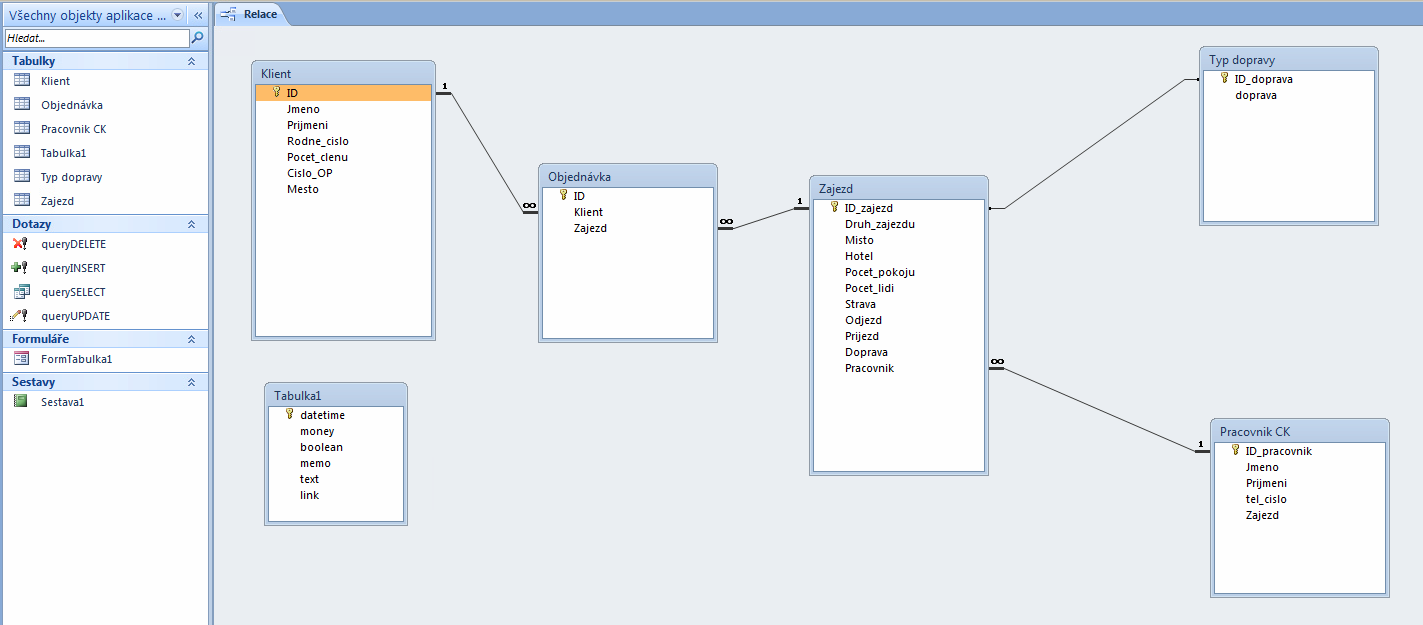 Všechny objekty aplikace ...
«
Hledat...
Tabulky
Klient
Objednávka
Pracovnik CK
Tabulka1
Typ dopravy
Zajezd
Dotazy
queryDELETE
queryINSERT
querySELECT
queryUPDATE
Formuláře
FormTabulka1
Sestavy
Sestava1
Relace
Klient
ID
Jmeno
Prijmeni
Rodne_cislo
Pocet_clenu
Cislo_OP
Mesto
1
∞
Objednávka
ID
Klient
Zajezd
∞
1
Zajezd
ID_zajezd
Druh_zajezdu
Misto
Hotel
Pocet_pokoju
Pocet_lidi
Strava
Odjezd
Prijezd
Doprava
Pracovnik
∞
1
Typ dopravy
ID_doprava
doprava
Tabulka1
datetime
money
boolean
memo
text
link
Pracovnik CK
ID_pracovnik
Jmeno
Prijmeni
tel_cislo
Zajezd